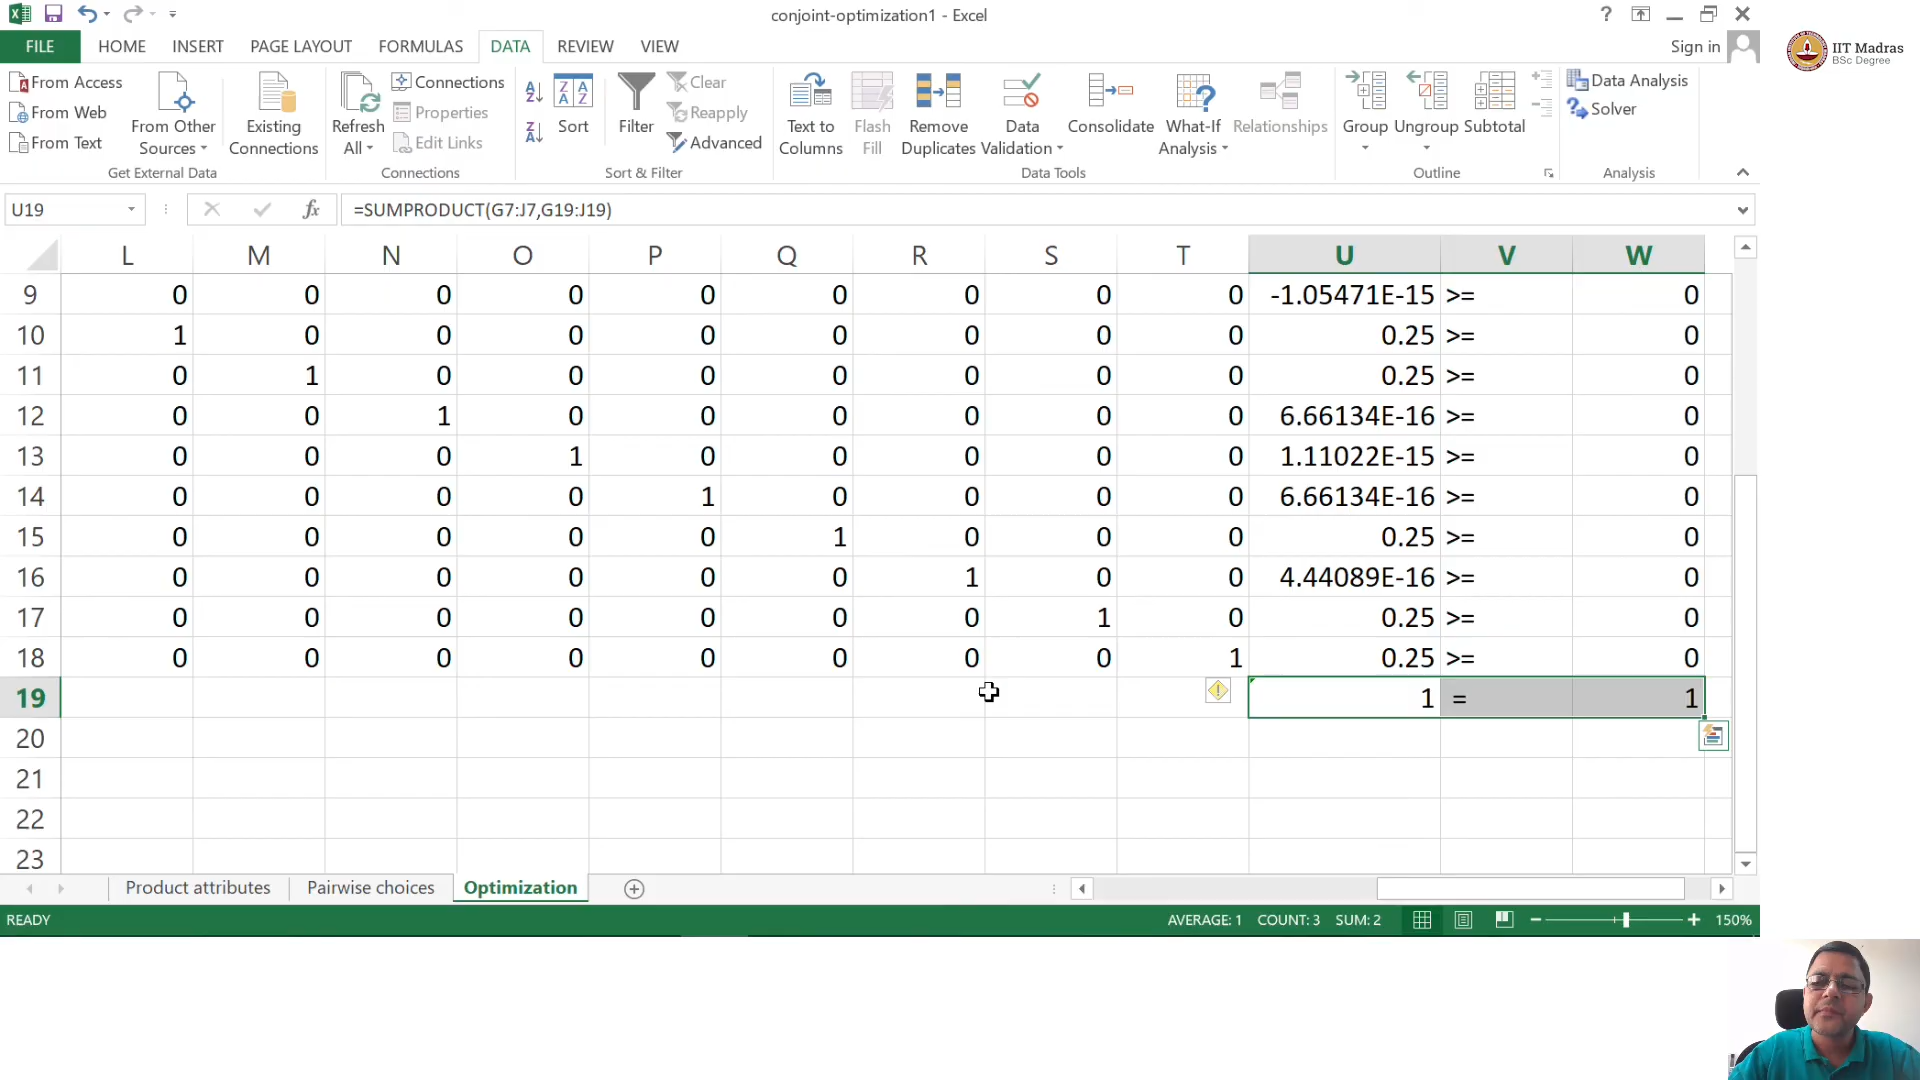 conjoint-optimization1 - Excel
?
FILE HOME INSERT PAGE LAYOUT FORMULAS DATA REVIEW VIEW Sign in
IIT Madras
BSc Degree
From Access
From Web
From Text
From Other
Sources
Existing
Connections
Get External Data
Refresh
All
Connections
Properties
Edit Links
Connections
Sort
Filter
Clear
Reapply
Advanced
Sort & Filter
Text to
Columns
Flash
Fill
Remove
Duplicates
Data
Validation
Consolidate
What-If
Analysis
Relationships
Data Tools
Group
Ungroup
Subtotal
Outline
Data Analysis
Solver
Analysis
U19 fx =SUMPRODUCT(G7:J7,G19:J19)
L M N O P Q R S T U V W
9 0 0 0 0 0 0 0 0 0 -1.05471E-15 >= 0
10 1 0 0 0 0 0 0 0 0 0.25 >= 0
11 0 1 0 0 0 0 0 0 0 0.25 >= 0
12 0 0 1 0 0 0 0 0 0 6.66134E-16 >= 0
13 0 0 0 1 0 0 0 0 0 1.11022E-15 >= 0
14 0 0 0 0 1 0 0 0 0 6.66134E-16 >= 0
15 0 0 0 0 0 1 0 0 0 0.25 >= 0
16 0 0 0 0 0 0 1 0 0 4.44089E-16 >= 0
17 0 0 0 0 0 0 0 1 0 0.25 >= 0
18 0 0 0 0 0 0 0 0 1 0.25 >= 0
19 1 = 1
20
21
22
23
Product attributes Pairwise choices Optimization
READY AVERAGE: 1 COUNT: 3 SUM: 2 150%